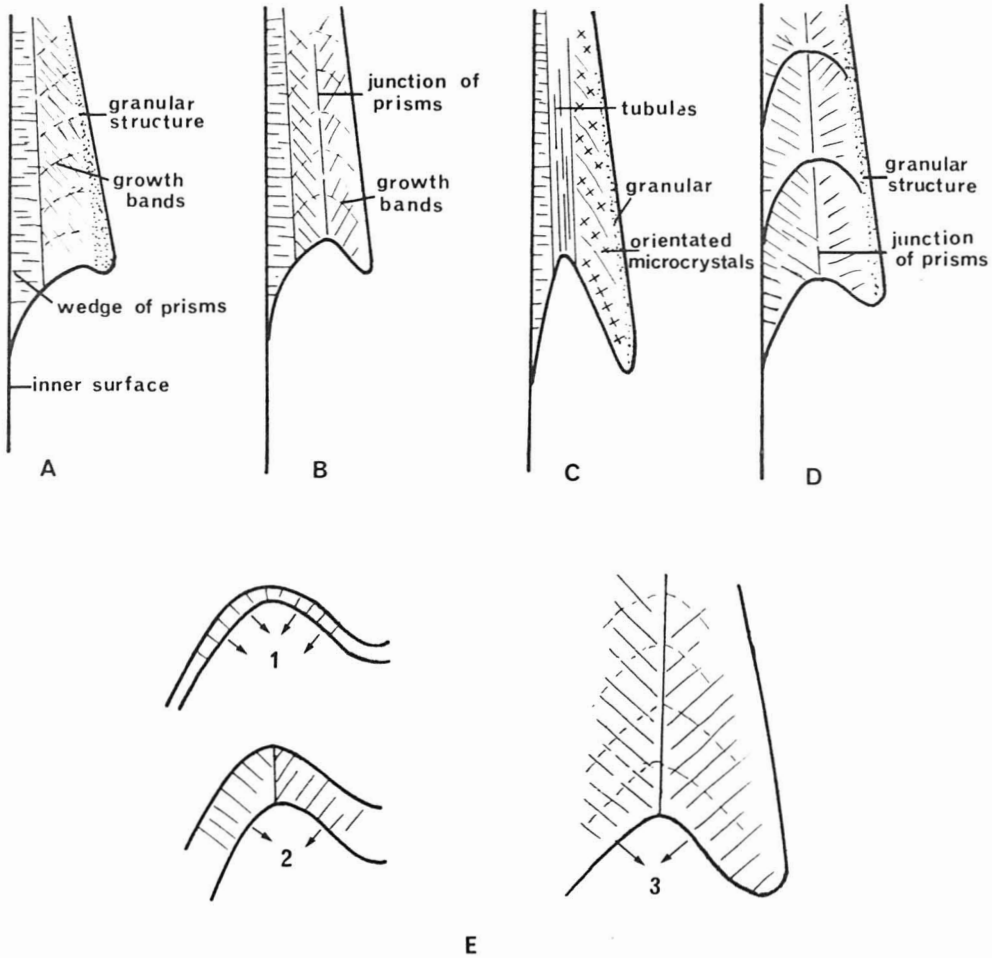 granular
structure
growth
bands
wedge of prisms
inner surface
A
junction of
prisms
growth
bands
B
tubules
granular
orientated
microcrystals
C
granular
structure
junction
of prisms
D
1
2
3
E